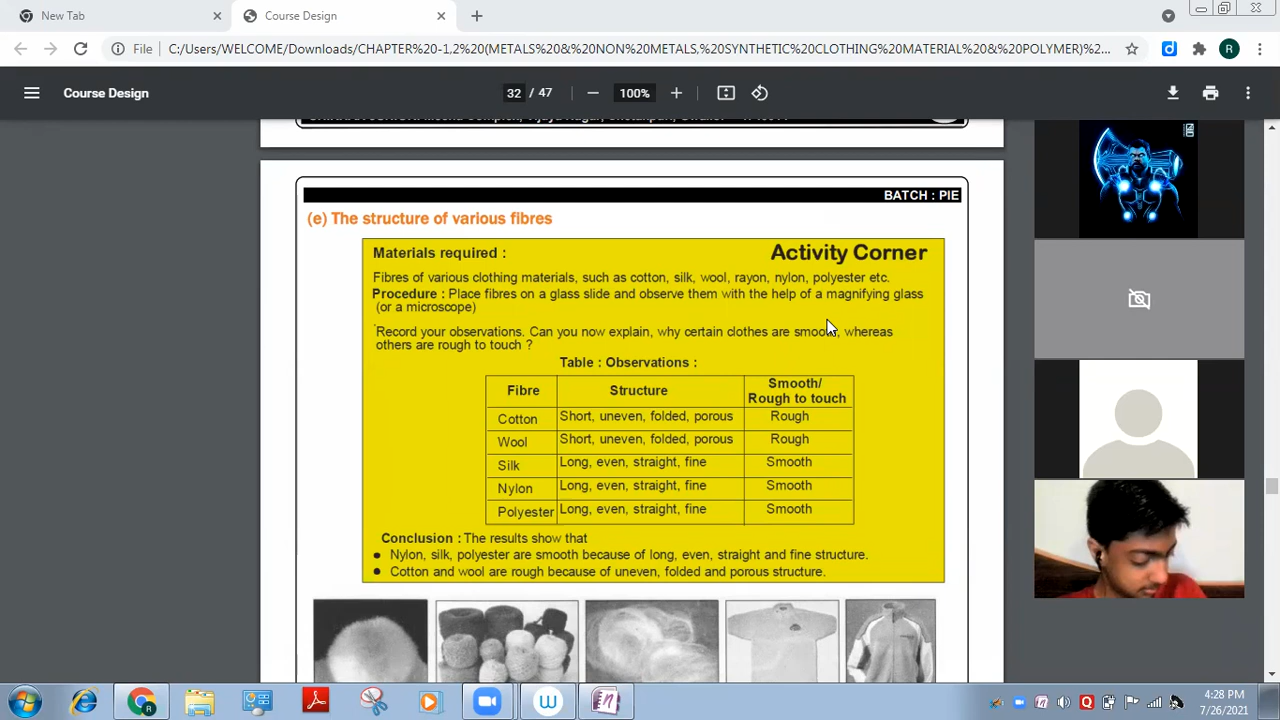 New Tab
Course Design
File C:/Users/WELCOME/Downloads/CHAPTER%20-1,2%20(METALS%20&%20NON%20METALS,%20SYNTHETIC%20CLOTHING%20MATERIAL%20&%20POLYMER)%2...
d
R
Course Design
32 / 47
100%
BATCH : PIE
(e) The structure of various fibres
Materials required :
Activity Corner
Fibres of various clothing materials, such as cotton, silk, wool, rayon, nylon, polyester etc.
Procedure : Place fibres on a glass slide and observe them with the help of a magnifying glass
(or a microscope)
Record your observations. Can you now explain, why certain clothes are smooth, whereas
others are rough to touch ?
Table : Observations :
Fibre Structure Smooth/
Rough to touch
Cotton Short, uneven, folded, porous Rough
Wool Short, uneven, folded, porous Rough
Silk Long, even, straight, fine Smooth
Nylon Long, even, straight, fine Smooth
Polyester Long, even, straight, fine Smooth
Conclusion : The results show that
• Nylon, silk, polyester are smooth because of long, even, straight and fine structure.
• Cotton and wool are rough because of uneven, folded and porous structure.
4:28 PM
7/26/2021